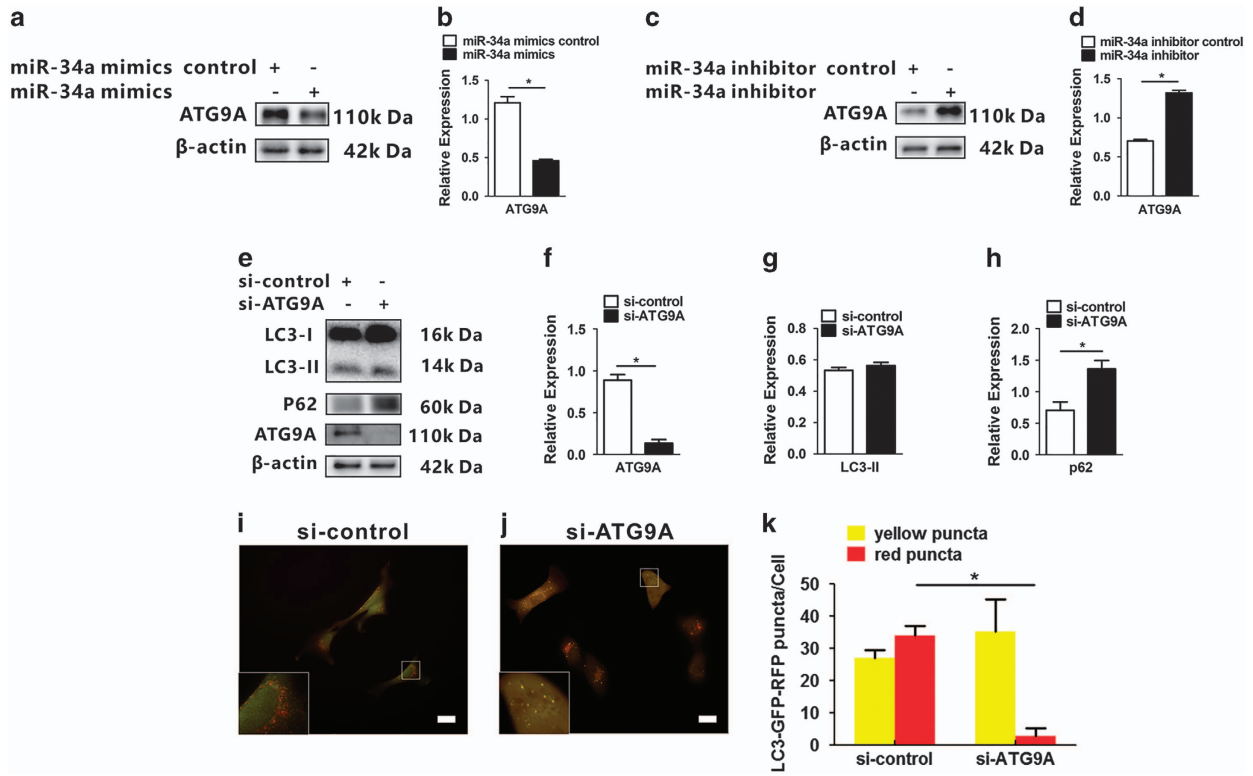 a
miR-34a mimics control + -
miR-34a mimics - +
ATG9A 110k Da
β-actin 42k Da
b
miR-34a mimics control
miR-34a mimics
Relative Expression
1.5
*
1.0
0.5
0.0
ATG9A
c
miR-34a inhibitor control + -
miR-34a inhibitor - +
ATG9A 110k Da
β-actin 42k Da
d
miR-34a inhibitor control
miR-34a inhibitor
Relative Expression
1.5
*
1.0
0.5
0.0
ATG9A
e
si-control + -
si-ATG9A - +
LC3-I 16k Da
LC3-II 14k Da
P62 60k Da
ATG9A 110k Da
β-actin 42k Da
f
si-control
si-ATG9A
Relative Expression
1.5
1.0
*
0.5
0.0
ATG9A
g
si-control
si-ATG9A
Relative Expression
0.8
0.6
0.4
0.2
0.0
LC3-II
h
si-control
si-ATG9A
Relative Expression
2.0
*
1.5
1.0
0.5
0.0
p62
i
si-control
j
si-ATG9A
k
yellow puncta
red puncta
LC3-GFP-RFP puncta/Cell
50
*
40
30
20
10
0
si-control si-ATG9A